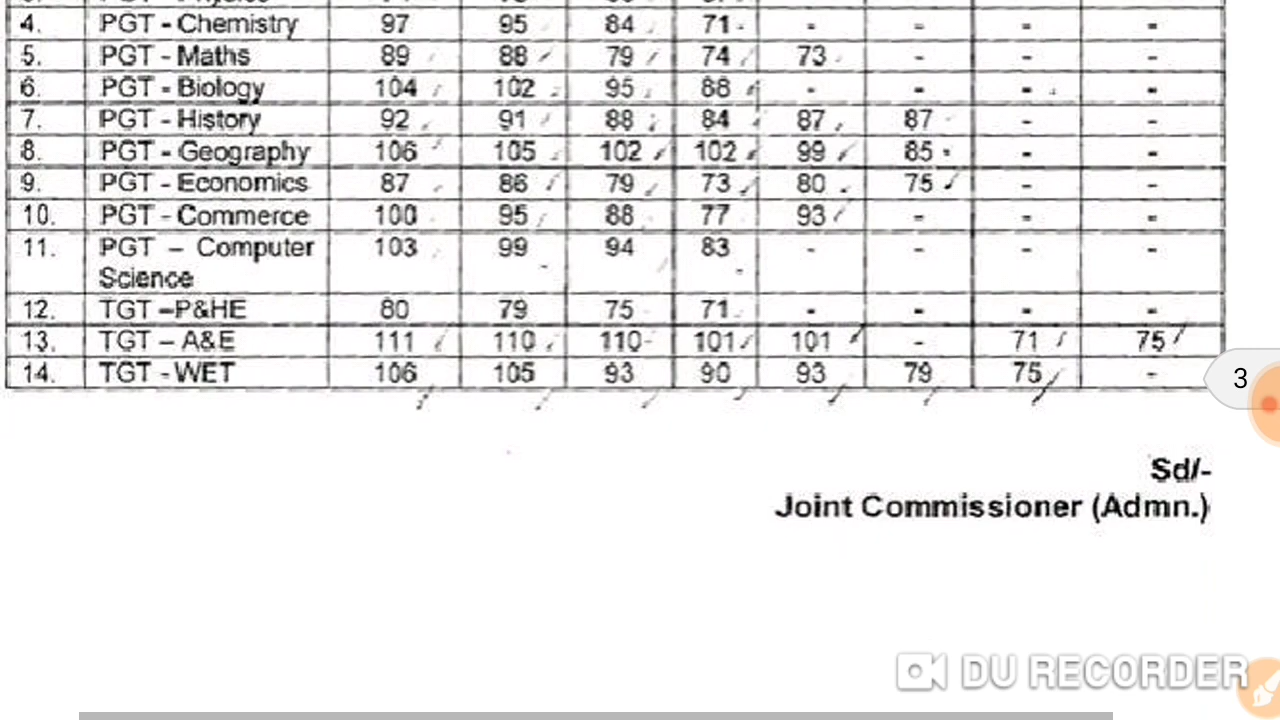 4. PGT - Chemistry 97 95 84 71 - - - -
5. PGT - Maths 89 88 79 74 73 - - -
6. PGT - Biology 104 102 95 88 - - - -
7. PGT - History 92 91 88 84 87 87 - -
8. PGT - Geography 106 105 102 102 99 85 - -
9. PGT - Economics 87 86 79 73 80 75 - -
10. PGT - Commerce 100 95 88 77 93 - - -
11. PGT – Computer 103 99 94 83 - - - -
Science
12. TGT –P&HE 80 79 75 71 - - - -
13. TGT – A&E 111 110 110 101 101 - 71 75
14. TGT - WET 106 105 93 90 93 79 75 -
3
Sd/-
Joint Commissioner (Admn.)
DU RECORDER